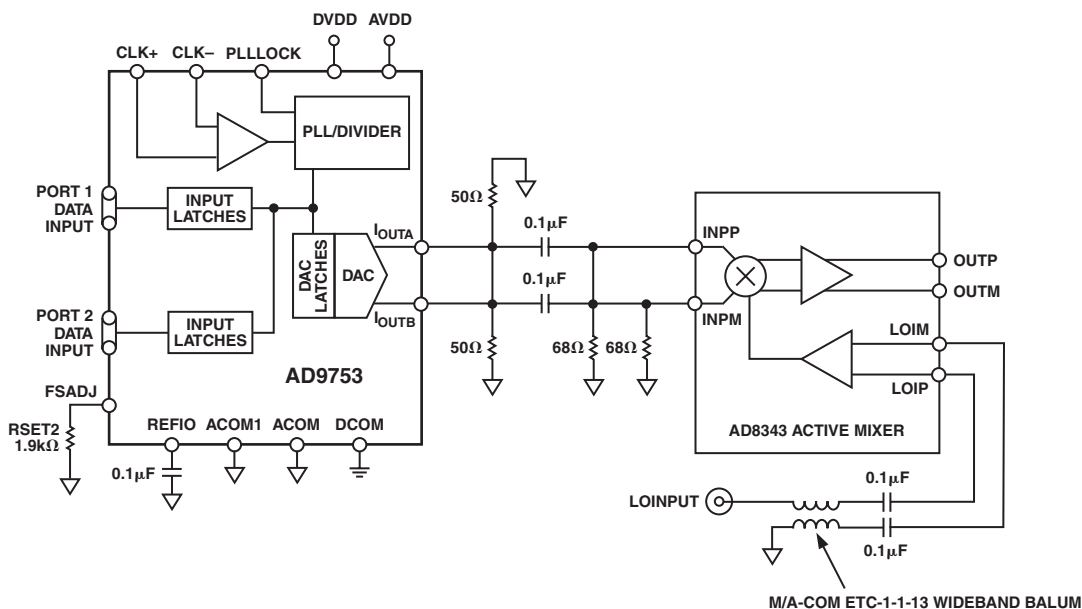 DVDD AVDD
CLK+ CLK– PLLLOCK
PLL/DIVIDER
PORT 1
DATA
INPUT
INPUT
LATCHES
50Ω
0.1μF
IOUTA
INPP
DAC
LATCHES
DAC
0.1μF
OUTP
OUTM
IOUTB
INPM
PORT 2
DATA
INPUT
INPUT
LATCHES
50Ω
68Ω
68Ω
LOIM
LOIP
AD9753
FSADJ
RSET2
1.9kΩ
REFIO ACOM1 ACOM DCOM
AD8343 ACTIVE MIXER
0.1μF
0.1μF
LOINPUT
0.1μF
M/A-COM ETC-1-1-13 WIDEBAND BALUM